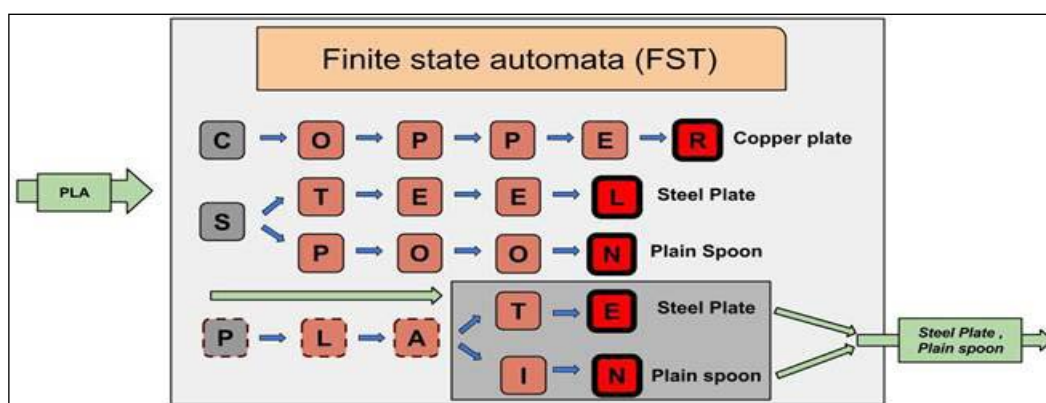 Finite state automata (FST)
C O P P E R Copper plate
PLA
T E E L Steel Plate
S
P O O N Plain Spoon
T E Steel Plate
P L A
I N Plain spoon
Steel Plate ,
Plain spoon